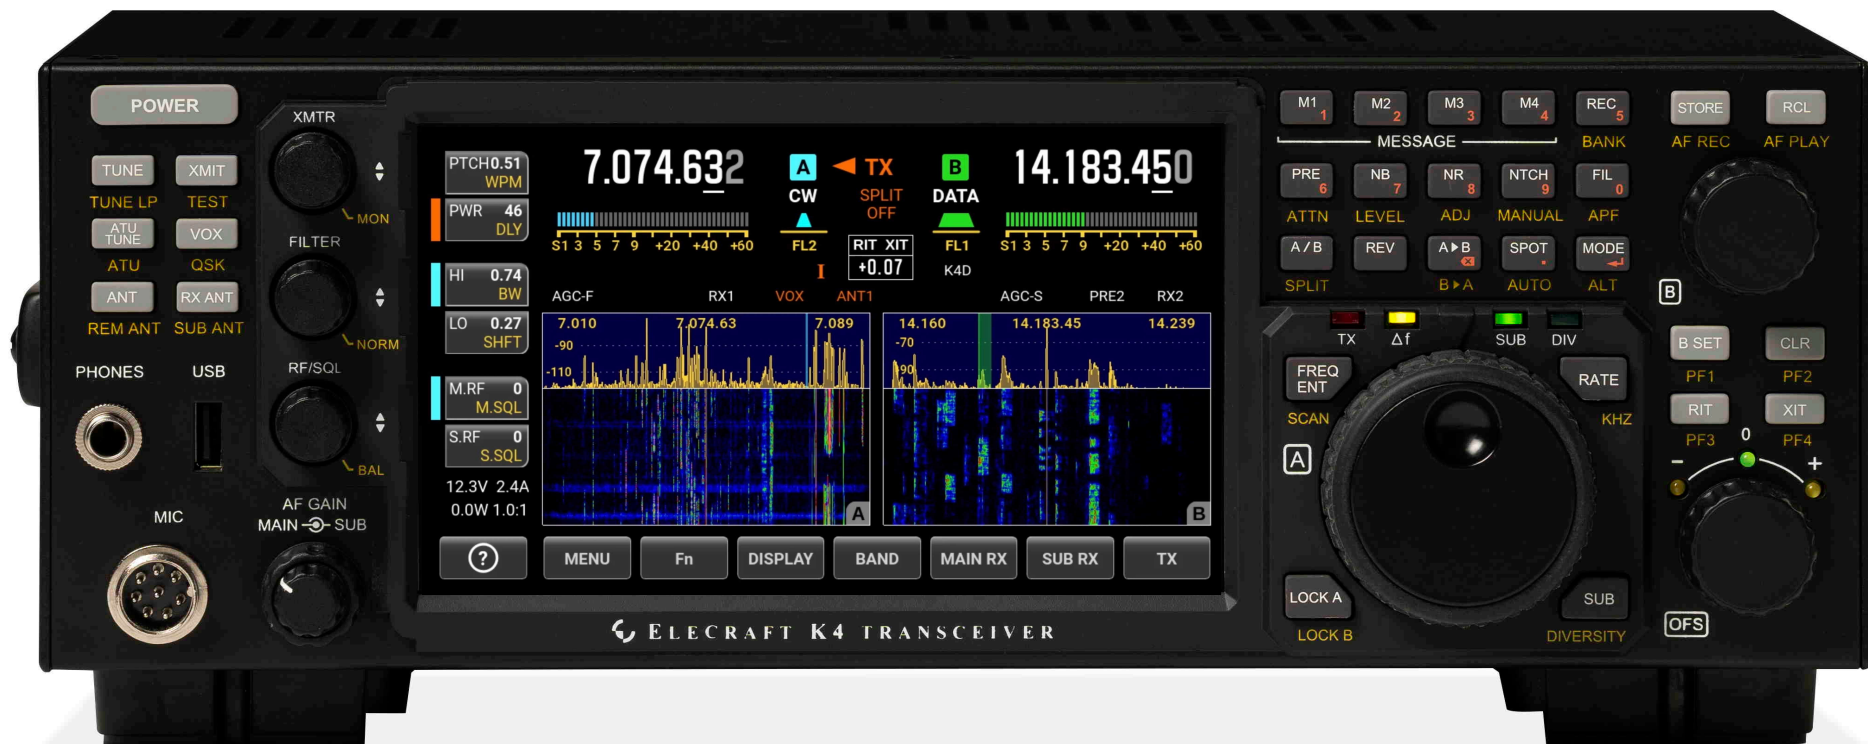 POWER
TUNE XMIT
TUNE LP TEST
ATU TUNE VOX
ATU QSK
ANT RX ANT
REM ANT SUB ANT
PHONES USB
MIC
XMTR
MON
FILTER
NORM
RF/SQL
BAL
AF GAIN
MAIN SUB
PTCH 0.51
WPM
PWR 46
DLY
HI 0.74
BW
LO 0.27
SHFT
M.RF 0
M.SQL
S.RF 0
S.SQL
12.3V 2.4A
0.0W 1.0:1
7.074.632 A TX B 14.183.450
CW SPLIT OFF DATA
S1 3 5 7 9 +20 +40 +60 FL2 RIT XIT FL1 S1 3 5 7 9 +20 +40 +60
I +0.07 K4D
AGC-F RX1 VOX ANT1 AGC-S PRE2 RX2
7.010 7.074.63 7.089
-90
-110
A
14.160 14.183.45 14.239
-70
-90
B
? MENU Fn DISPLAY BAND MAIN RX SUB RX TX
ELECRAFT K4 TRANSCEIVER
M1 1 M2 2 M3 3 M4 4 REC 5
MESSAGE BANK
PRE 6 NB 7 NR 8 NTCH 9 FIL 0
ATTN LEVEL ADJ MANUAL APF
A / B REV A▶B SPOT . MODE
SPLIT B▶A AUTO ALT
TX Δf SUB DIV
FREQ ENT RATE
SCAN KHZ
A
LOCK A SUB
LOCK B DIVERSITY
STORE RCL
AF REC AF PLAY
B
B SET CLR
PF1 PF2
RIT XIT
PF3 0 PF4
− +
OFS